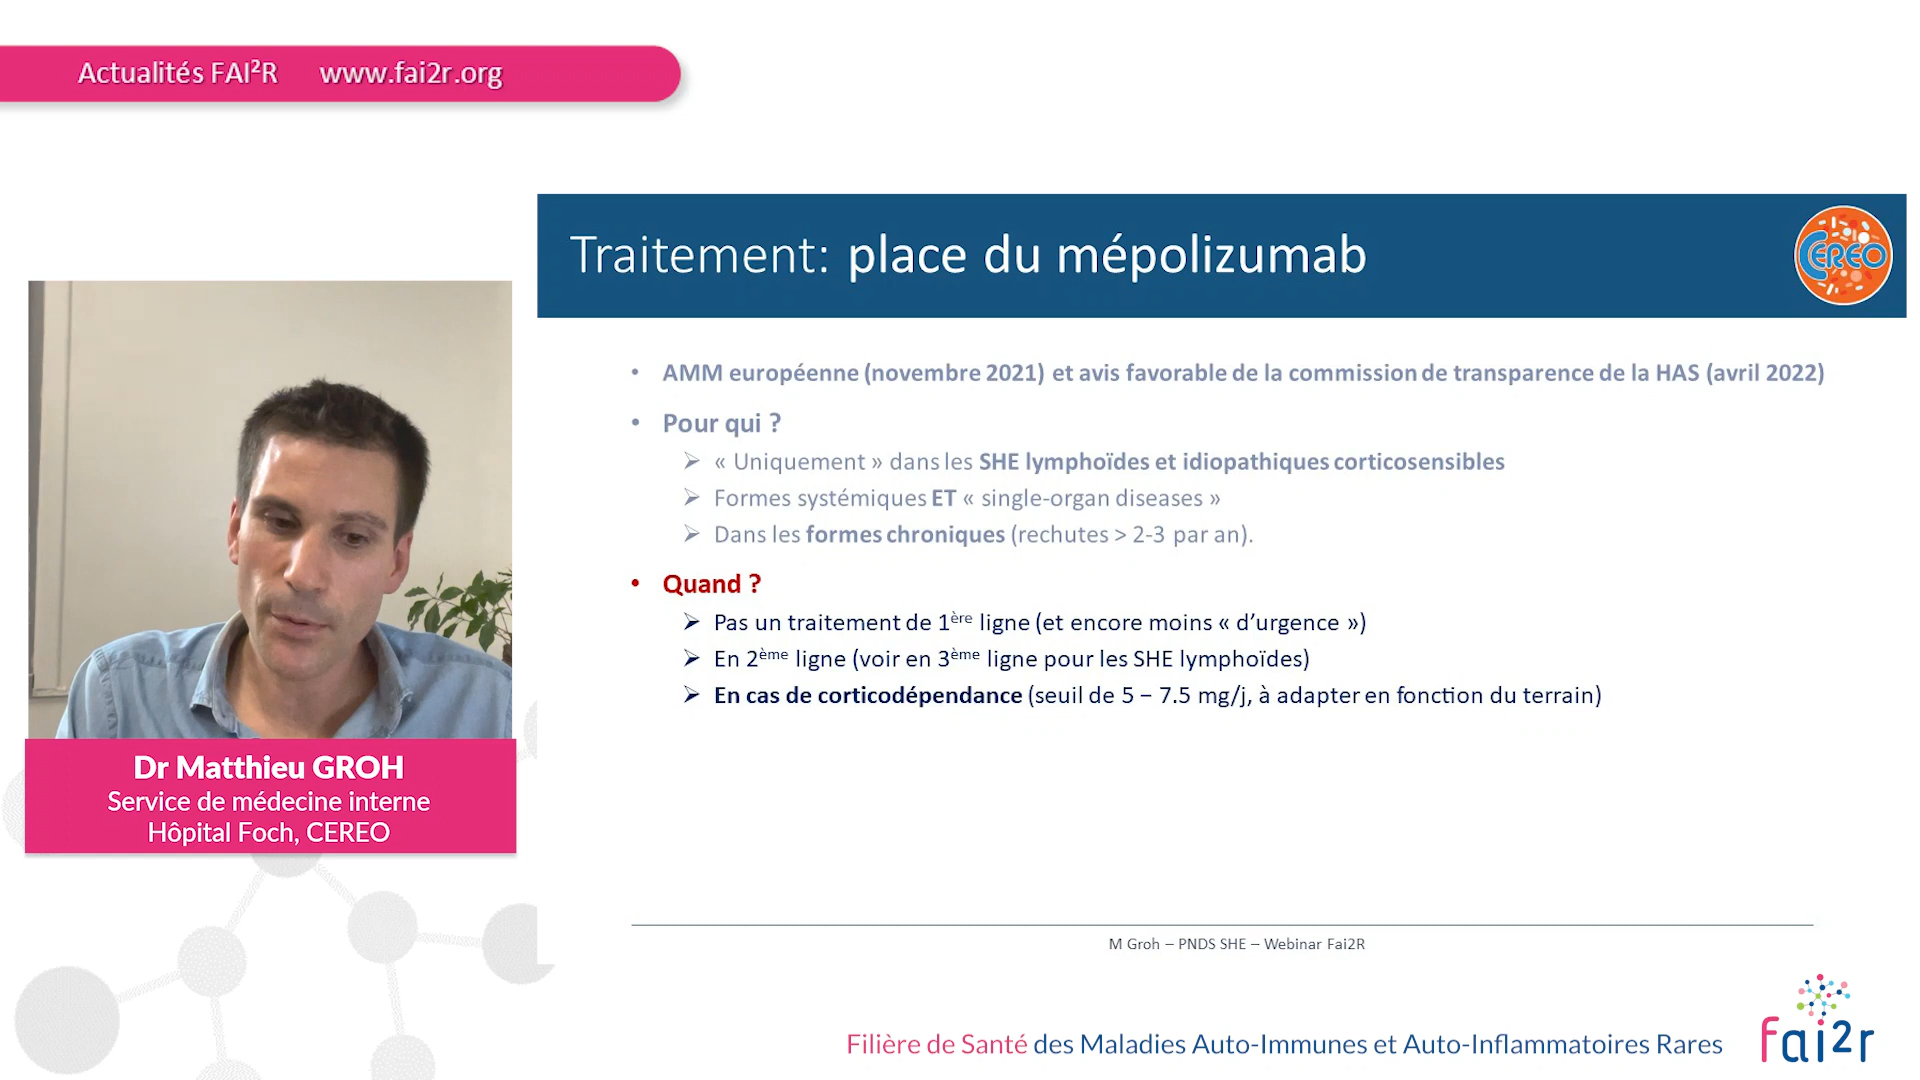 Actualités FAI²R www.fai2r.org
Traitement: place du mépolizumab
CEREO
• AMM européenne (novembre 2021) et avis favorable de la commission de transparence de la HAS (avril 2022)
• Pour qui ?
➢ « Uniquement » dans les SHE lymphoïdes et idiopathiques corticosensibles
➢ Formes systémiques ET « single-organ diseases »
➢ Dans les formes chroniques (rechutes > 2-3 par an).
• Quand ?
➢ Pas un traitement de 1ère ligne (et encore moins « d’urgence »)
➢ En 2ème ligne (voir en 3ème ligne pour les SHE lymphoïdes)
➢ En cas de corticodépendance (seuil de 5 – 7.5 mg/j, à adapter en fonction du terrain)
Dr Matthieu GROH
Service de médecine interne
Hôpital Foch, CEREO
M Groh – PNDS SHE – Webinar Fai2R
Filière de Santé des Maladies Auto-Immunes et Auto-Inflammatoires Rares
fai2r